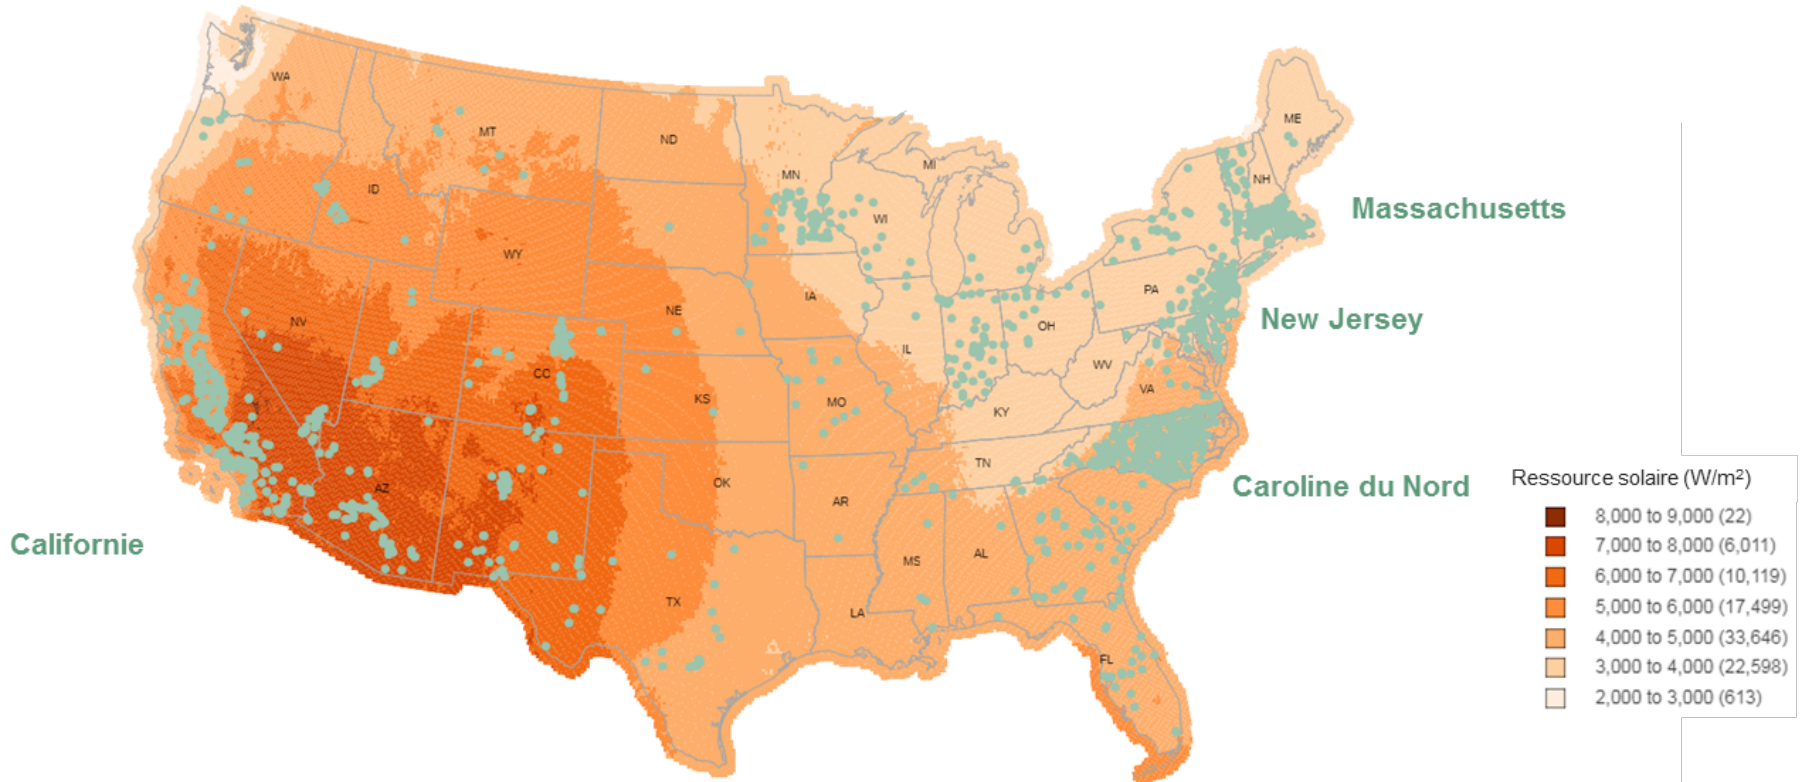 WA
MT
ND
MN
MI
ME
NH
ID
WI
WY
Massachusetts
IA
PA
NE
NV
OH
New Jersey
IL
CC
WV
VA
KS
MO
KY
TN
AZ
OK
AR
Caroline du Nord
Californie
MS
AL
TX
LA
FL
Ressource solaire (W/m²)
8,000 to 9,000 (22)
7,000 to 8,000 (6,011)
6,000 to 7,000 (10,119)
5,000 to 6,000 (17,499)
4,000 to 5,000 (33,646)
3,000 to 4,000 (22,598)
2,000 to 3,000 (613)